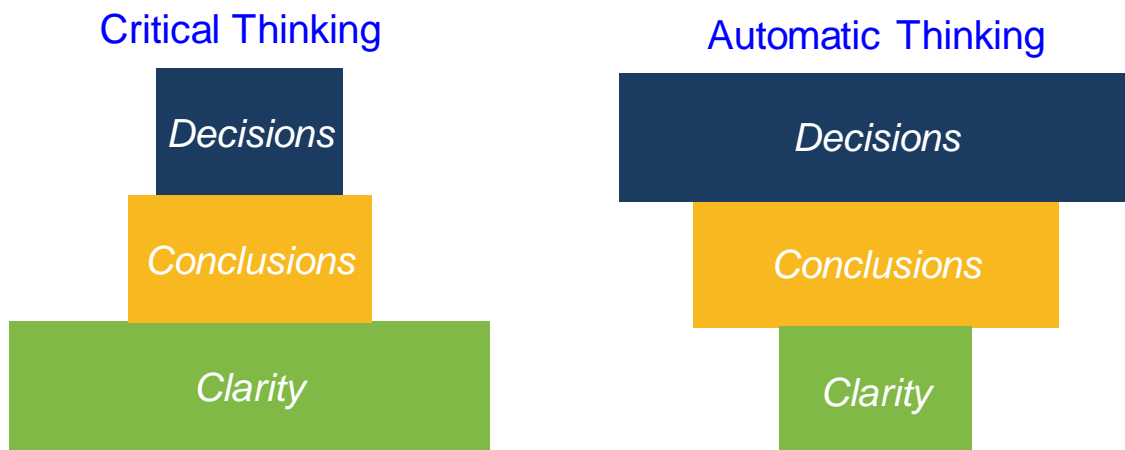 Critical Thinking
Decisions
Conclusions
Clarity
Automatic Thinking
Decisions
Conclusions
Clarity